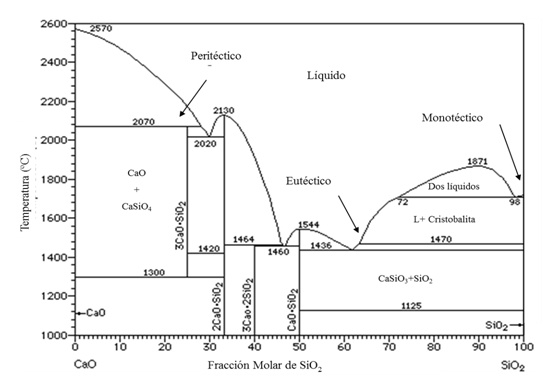 2600
2400
2200
2000
1800
1600
1400
1200
1000
Temperatura (°C)
2570
Peritéctico
Líquido
2070
2130
2020
Monotéctico
CaO
+
CaSiO₄
Eutéctico
1871
Dos líquidos
72
98
L+ Cristobalita
3CaO·SiO₂
1420
1464
1460
1544
1436
1470
1300
CaSiO₃+SiO₂
2CaO·SiO₂
3Cao·2SiO₂
CaO·SiO₂
1125
CaO
SiO₂
0 10 20 30 40 50 60 70 80 90 100
CaO
Fracción Molar de SiO₂
SiO₂